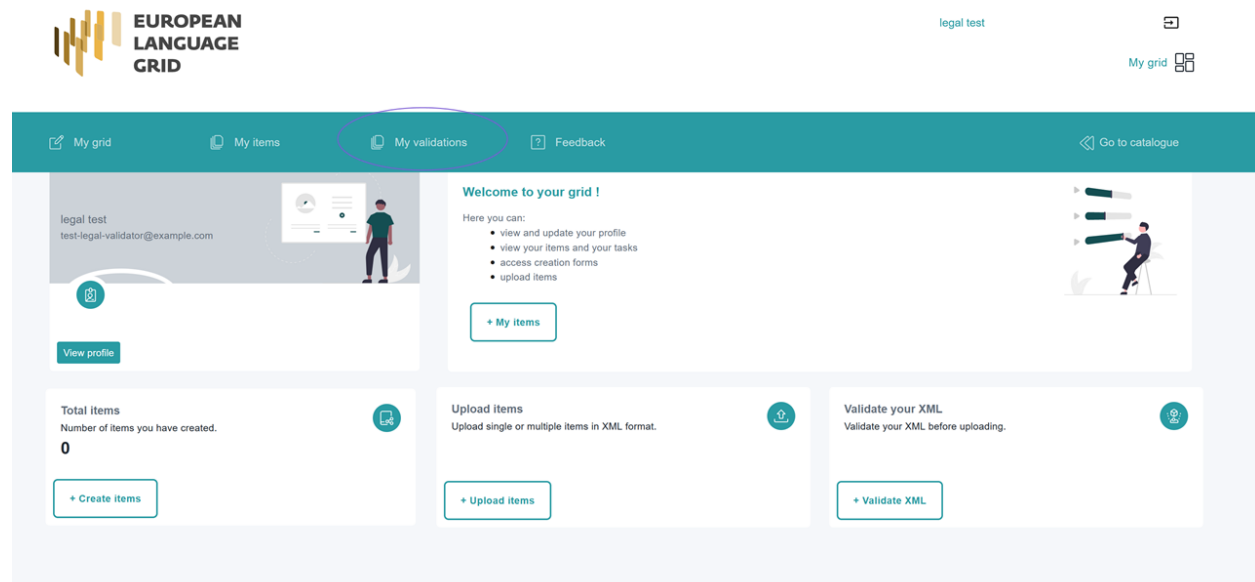 EUROPEAN
LANGUAGE
GRID
legal test
My grid
My grid
My items
My validations
Feedback
Go to catalogue
legal test
test-legal-validator@example.com
View profile
Welcome to your grid !
Here you can:
view and update your profile
view your items and your tasks
access creation forms
upload items
+ My items
Total items
Number of items you have created.
0
+ Create items
Upload items
Upload single or multiple items in XML format.
+ Upload items
Validate your XML
Validate your XML before uploading.
+ Validate XML